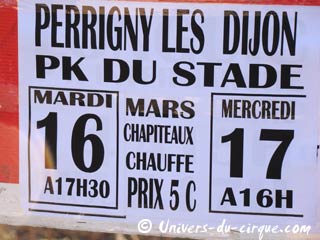 PERRIGNY LES DIJON
PK DU STADE
MARDI
16
A17H30
MARS
CHAPITEAUX
CHAUFFE
PRIX 5 C
MERCREDI
17
A16H
© Univers-du-cirque.com